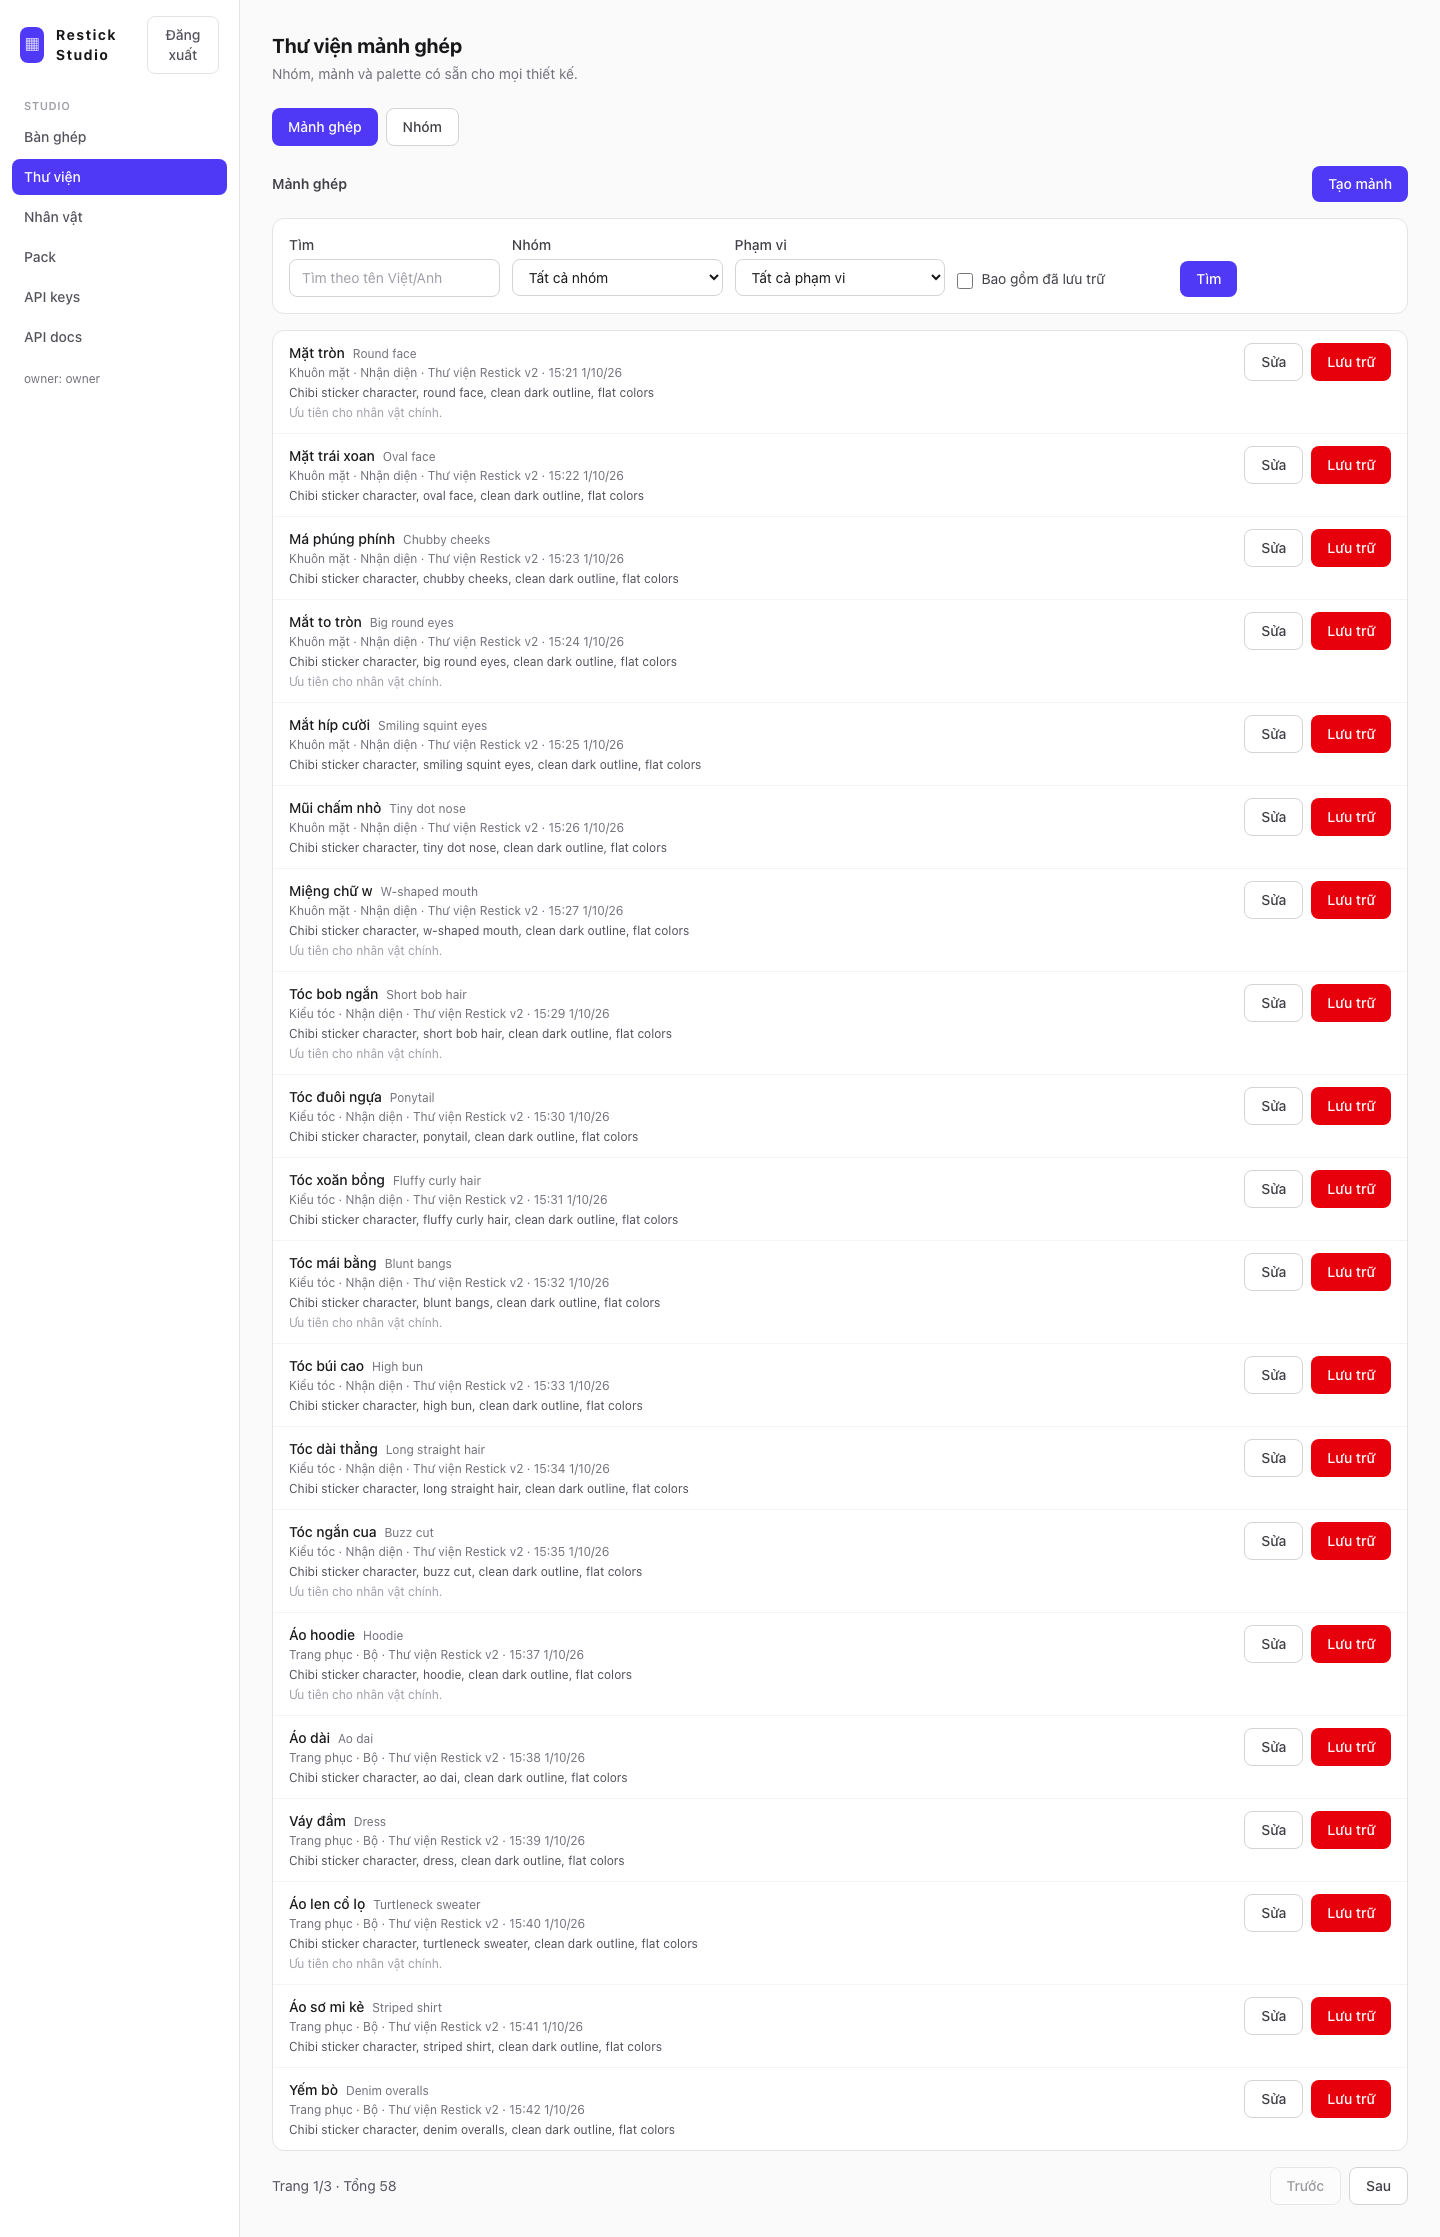 Restick
Studio
Đăng
xuất
STUDIO
Bàn ghép
Thư viện
Nhân vật
Pack
API keys
API docs
owner: owner
Thư viện mảnh ghép
Nhóm, mảnh và palette có sẵn cho mọi thiết kế.
Mảnh ghép
Nhóm
Mảnh ghép
Tạo mảnh
Tìm
Nhóm
Phạm vi
Tìm theo tên Việt/Anh
Tất cả nhóm
Tất cả phạm vi
Bao gồm đã lưu trữ
Tìm
Mặt tròn Round face
Khuôn mặt · Nhận diện · Thư viện Restick v2 · 15:21 1/10/26
Chibi sticker character, round face, clean dark outline, flat colors
Ưu tiên cho nhân vật chính.
Sửa
Lưu trữ
Mặt trái xoan Oval face
Khuôn mặt · Nhận diện · Thư viện Restick v2 · 15:22 1/10/26
Chibi sticker character, oval face, clean dark outline, flat colors
Sửa
Lưu trữ
Má phúng phính Chubby cheeks
Khuôn mặt · Nhận diện · Thư viện Restick v2 · 15:23 1/10/26
Chibi sticker character, chubby cheeks, clean dark outline, flat colors
Sửa
Lưu trữ
Mắt to tròn Big round eyes
Khuôn mặt · Nhận diện · Thư viện Restick v2 · 15:24 1/10/26
Chibi sticker character, big round eyes, clean dark outline, flat colors
Ưu tiên cho nhân vật chính.
Sửa
Lưu trữ
Mắt híp cười Smiling squint eyes
Khuôn mặt · Nhận diện · Thư viện Restick v2 · 15:25 1/10/26
Chibi sticker character, smiling squint eyes, clean dark outline, flat colors
Sửa
Lưu trữ
Mũi chấm nhỏ Tiny dot nose
Khuôn mặt · Nhận diện · Thư viện Restick v2 · 15:26 1/10/26
Chibi sticker character, tiny dot nose, clean dark outline, flat colors
Sửa
Lưu trữ
Miệng chữ w W-shaped mouth
Khuôn mặt · Nhận diện · Thư viện Restick v2 · 15:27 1/10/26
Chibi sticker character, w-shaped mouth, clean dark outline, flat colors
Ưu tiên cho nhân vật chính.
Sửa
Lưu trữ
Tóc bob ngắn Short bob hair
Kiểu tóc · Nhận diện · Thư viện Restick v2 · 15:29 1/10/26
Chibi sticker character, short bob hair, clean dark outline, flat colors
Ưu tiên cho nhân vật chính.
Sửa
Lưu trữ
Tóc đuôi ngựa Ponytail
Kiểu tóc · Nhận diện · Thư viện Restick v2 · 15:30 1/10/26
Chibi sticker character, ponytail, clean dark outline, flat colors
Sửa
Lưu trữ
Tóc xoăn bồng Fluffy curly hair
Kiểu tóc · Nhận diện · Thư viện Restick v2 · 15:31 1/10/26
Chibi sticker character, fluffy curly hair, clean dark outline, flat colors
Sửa
Lưu trữ
Tóc mái bằng Blunt bangs
Kiểu tóc · Nhận diện · Thư viện Restick v2 · 15:32 1/10/26
Chibi sticker character, blunt bangs, clean dark outline, flat colors
Ưu tiên cho nhân vật chính.
Sửa
Lưu trữ
Tóc búi cao High bun
Kiểu tóc · Nhận diện · Thư viện Restick v2 · 15:33 1/10/26
Chibi sticker character, high bun, clean dark outline, flat colors
Sửa
Lưu trữ
Tóc dài thẳng Long straight hair
Kiểu tóc · Nhận diện · Thư viện Restick v2 · 15:34 1/10/26
Chibi sticker character, long straight hair, clean dark outline, flat colors
Sửa
Lưu trữ
Tóc ngắn cua Buzz cut
Kiểu tóc · Nhận diện · Thư viện Restick v2 · 15:35 1/10/26
Chibi sticker character, buzz cut, clean dark outline, flat colors
Ưu tiên cho nhân vật chính.
Sửa
Lưu trữ
Áo hoodie Hoodie
Trang phục · Bộ · Thư viện Restick v2 · 15:37 1/10/26
Chibi sticker character, hoodie, clean dark outline, flat colors
Ưu tiên cho nhân vật chính.
Sửa
Lưu trữ
Áo dài Ao dai
Trang phục · Bộ · Thư viện Restick v2 · 15:38 1/10/26
Chibi sticker character, ao dai, clean dark outline, flat colors
Sửa
Lưu trữ
Váy đầm Dress
Trang phục · Bộ · Thư viện Restick v2 · 15:39 1/10/26
Chibi sticker character, dress, clean dark outline, flat colors
Sửa
Lưu trữ
Áo len cổ lọ Turtleneck sweater
Trang phục · Bộ · Thư viện Restick v2 · 15:40 1/10/26
Chibi sticker character, turtleneck sweater, clean dark outline, flat colors
Ưu tiên cho nhân vật chính.
Sửa
Lưu trữ
Áo sơ mi kẻ Striped shirt
Trang phục · Bộ · Thư viện Restick v2 · 15:41 1/10/26
Chibi sticker character, striped shirt, clean dark outline, flat colors
Sửa
Lưu trữ
Yếm bò Denim overalls
Trang phục · Bộ · Thư viện Restick v2 · 15:42 1/10/26
Chibi sticker character, denim overalls, clean dark outline, flat colors
Sửa
Lưu trữ
Trang 1/3 · Tổng 58
Trước
Sau